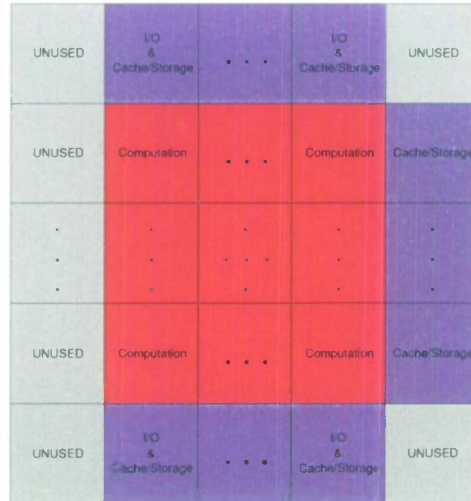 UNUSED
I/O
&
Cache/Storage
. . .
I/O
&
Cache/Storage
UNUSED
UNUSED
Computation
. . .
Computation
Cache/Storage
. . .
UNUSED
Computation
. . .
Computation
Cache/Storage
UNUSED
I/O
&
Cache/Storage
. . .
I/O
&
Cache/Storage
UNUSED